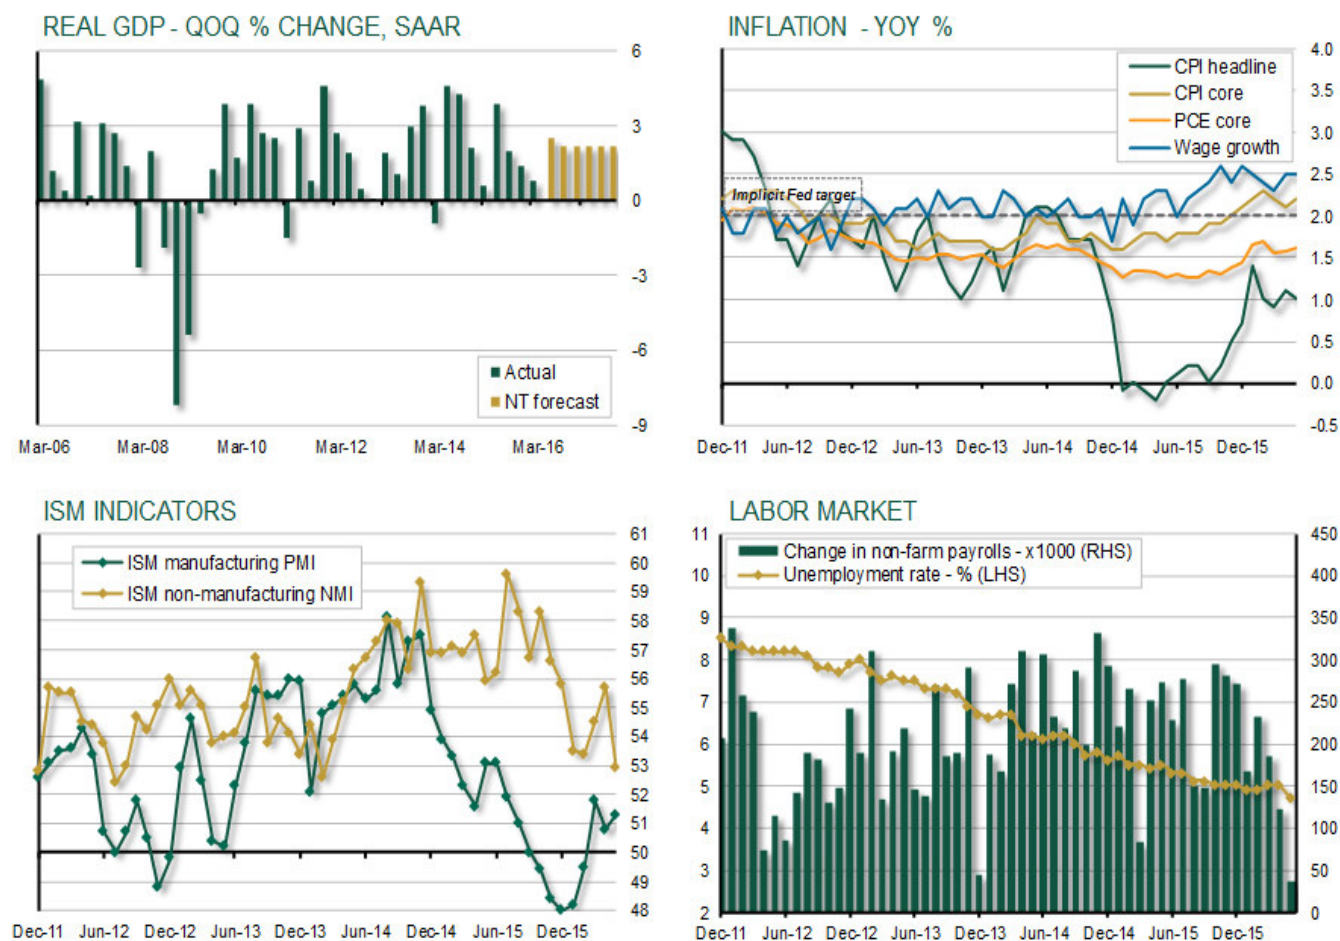 REAL GDP - QOQ % CHANGE, SAAR
6
3
0
-3
-6
-9
Actual
NT forecast
Mar-06 Mar-08 Mar-10 Mar-12 Mar-14 Mar-16
INFLATION - YOY %
4.0
3.5
3.0
2.5
2.0
1.5
1.0
0.5
0.0
-0.5
CPI headline
CPI core
PCE core
Wage growth
Implicit Fed target
Dec-11 Jun-12 Dec-12 Jun-13 Dec-13 Jun-14 Dec-14 Jun-15 Dec-15
ISM INDICATORS
61
60
59
58
57
56
55
54
53
52
51
50
49
48
ISM manufacturing PMI
ISM non-manufacturing NMI
Dec-11 Jun-12 Dec-12 Jun-13 Dec-13 Jun-14 Dec-14 Jun-15 Dec-15
LABOR MARKET
11
10
9
8
7
6
5
4
3
2
Change in non-farm payrolls - x1000 (RHS)
Unemployment rate - % (LHS)
450
400
350
300
250
200
150
100
50
0
Dec-11 Jun-12 Dec-12 Jun-13 Dec-13 Jun-14 Dec-14 Jun-15 Dec-15